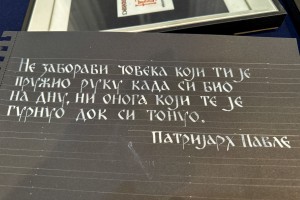 Не заборави човека који ти је
пружио руку када си био
на дну, ни онога који те је
гурнуо док си тонуо.
Патријарх Павле